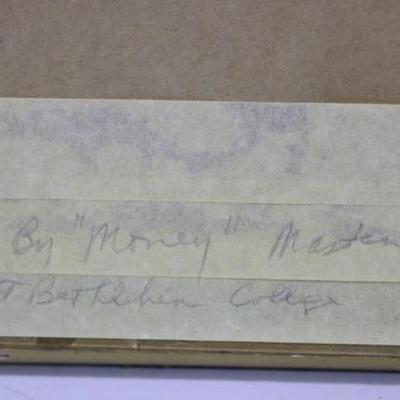 By "Money" Masten
Bethlehem College